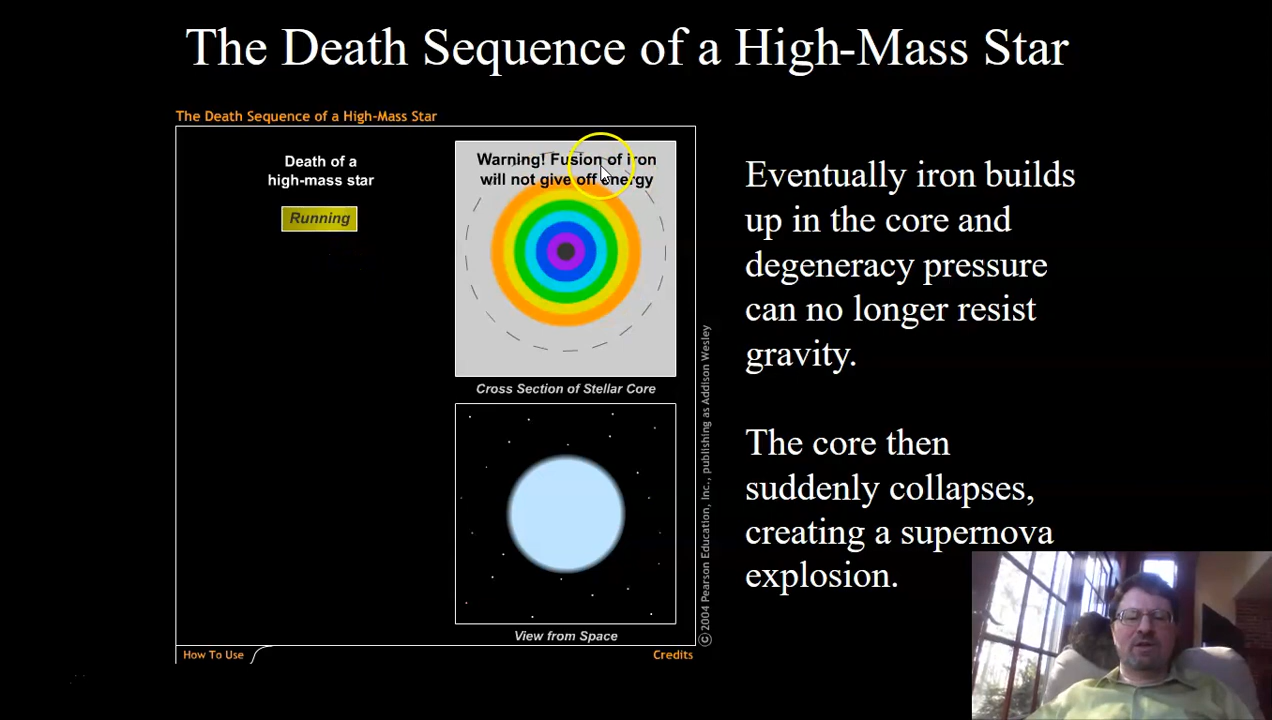 The Death Sequence of a High-Mass Star
The Death Sequence of a High-Mass Star
Death of a
high-mass star
Running
Warning! Fusion of iron
will not give off energy
Cross Section of Stellar Core
View from Space
How To Use
Credits
©2004 Pearson Education, Inc., publishing as Addison Wesley
Eventually iron builds
up in the core and
degeneracy pressure
can no longer resist
gravity.
The core then
suddenly collapses,
creating a supernova
explosion.